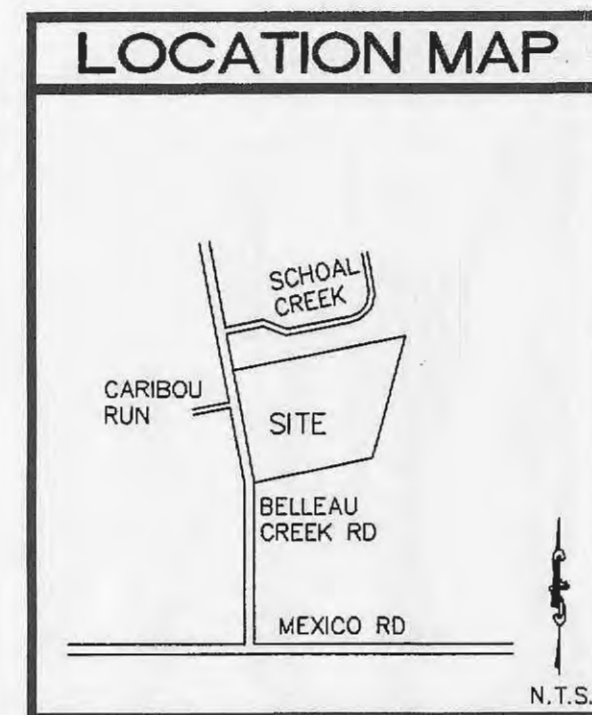 LOCATION MAP
SCHOAL
CREEK
CARIBOU
RUN
SITE
BELLEAU
CREEK RD
MEXICO RD
N.T.S.